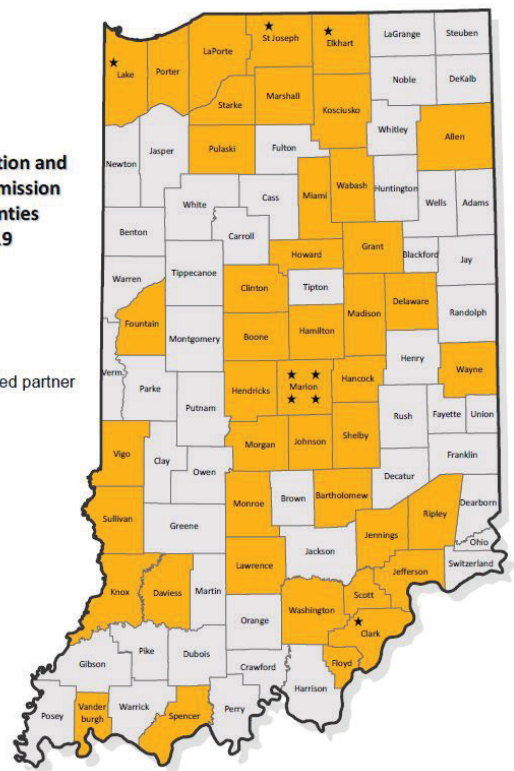 tion and
mission
nties
19
ed partner
LaGrange
Steuben
St Joseph
Elkhart
LaPorte
Lake
Porter
Noble
DeKalb
Starke
Marshall
Kosciusko
Whitley
Allen
Newton
Jasper
Pulaski
Fulton
Wabash
Miami
Huntington
Wells
Adams
White
Cass
Benton
Carroll
Grant
Blackford
Jay
Howard
Warren
Tippecanoe
Clinton
Tipton
Madison
Delaware
Randolph
Fountain
Montgomery
Boone
Hamilton
Henry
Wayne
Verm.
Parke
Putnam
Hendricks
Marion
Hancock
Rush
Fayette
Union
Shelby
Morgan
Johnson
Franklin
Vigo
Clay
Owen
Decatur
Monroe
Brown
Bartholomew
Dearborn
Ripley
Sullivan
Greene
Jennings
Ohio
Jackson
Switzerland
Lawrence
Jefferson
Knox
Daviess
Martin
Scott
Washington
Orange
Clark
Pike
Dubois
Gibson
Floyd
Crawford
Harrison
Vander
burgh
Warrick
Spencer
Perry
Posey